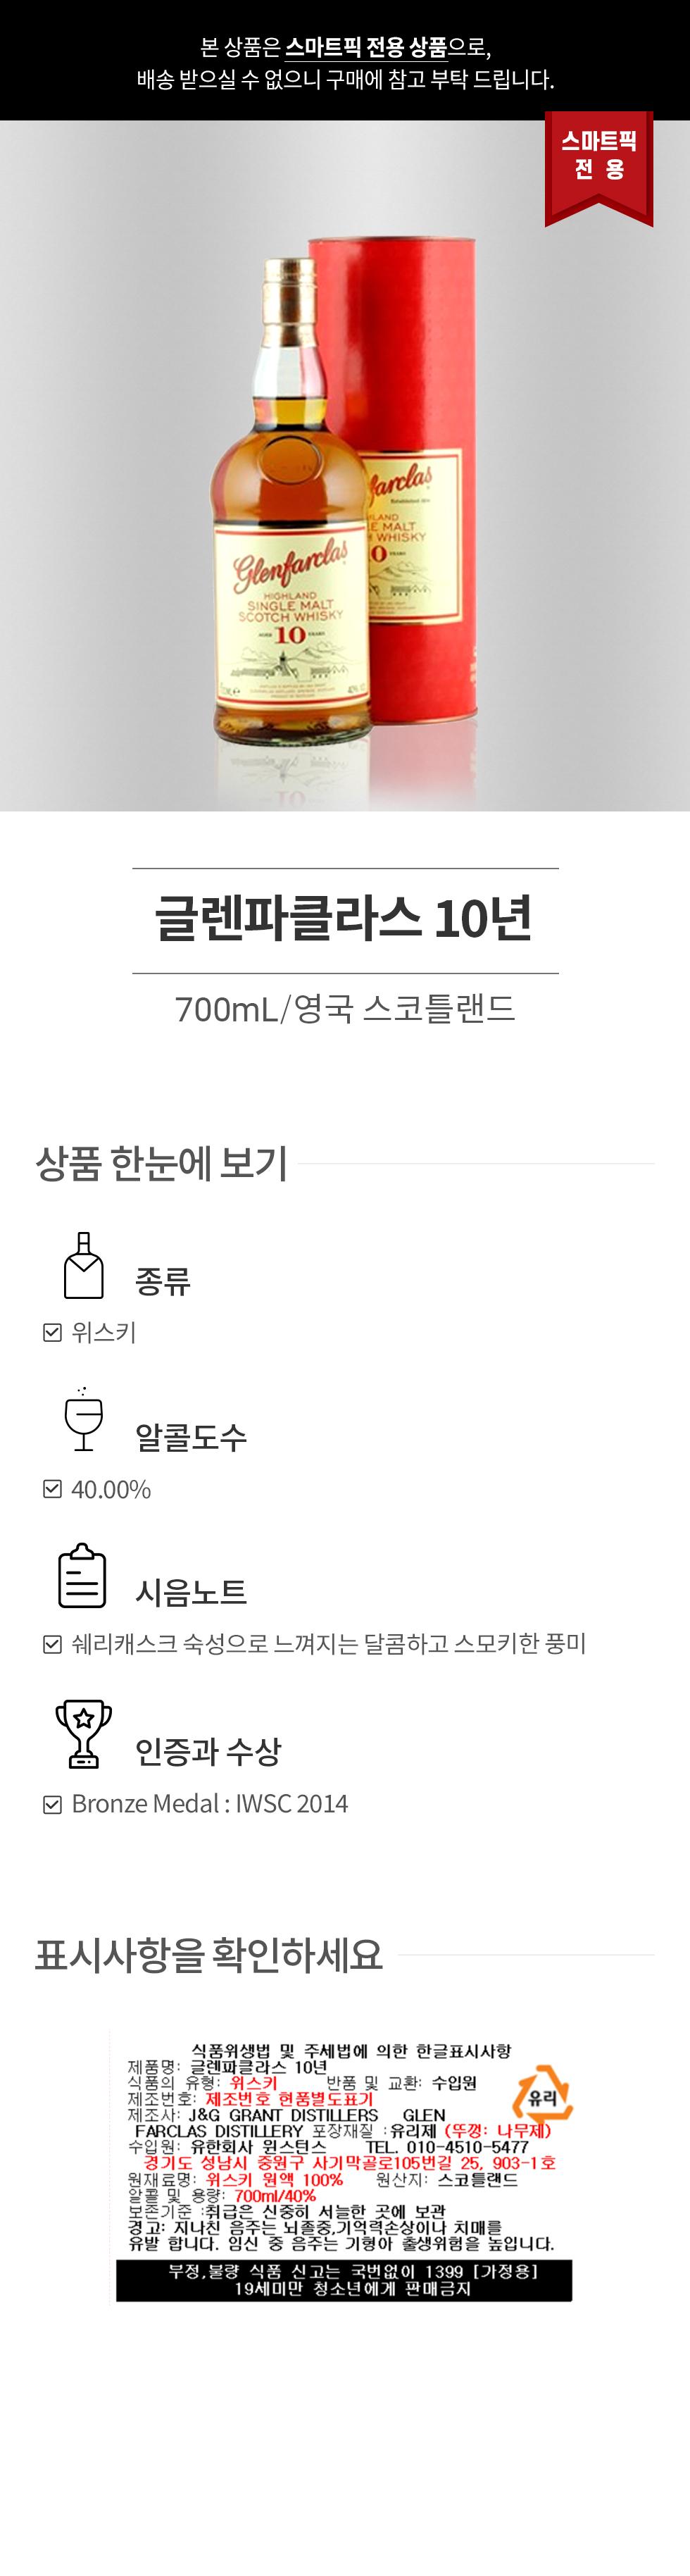 본 상품은 스마트픽 전용 상품으로,
배송 받으실 수 없으니 구매에 참고 부탁 드립니다.
스마트픽
전 용
Glenfarclas
HIGHLAND
SINGLE MALT
SCOTCH WHISKY
AGED 10 YEARS
farclas
HLAND
E MALT
H WHISKY
0 YEARS
글렌파클라스 10년
700mL/영국 스코틀랜드
상품 한눈에 보기
종류
위스키
알콜도수
40.00%
시음노트
쉐리캐스크 숙성으로 느껴지는 달콤하고 스모키한 풍미
인증과 수상
Bronze Medal : IWSC 2014
표시사항을 확인하세요
식품위생법 및 주세법에 의한 한글표시사항
제품명: 글렌파클라스 10년
식품의 유형: 위스키 반품 및 교환: 수입원
제조번호: 제조번호 현품별도표기
유리
제조사: J&G GRANT DISTILLERS GLEN
FARCLAS DISTILLERY 포장재질 :유리제 (뚜껑: 나무제)
수입원: 유한회사 윈스턴스 TEL. 010-4510-5477
경기도 성남시 중원구 사기막골로105번길 25, 903-1호
원재료명: 위스키 원액 100% 원산지: 스코틀랜드
알콜 및 용량: 700ml/40%
보존기준 :취급은 신중히 서늘한 곳에 보관
경고: 지나친 음주는 뇌졸중,기억력손상이나 치매를
유발 합니다. 임신 중 음주는 기형아 출생위험을 높입니다.
부정,불량 식품 신고는 국번없이 1399 [가정용]
19세미만 청소년에게 판매금지